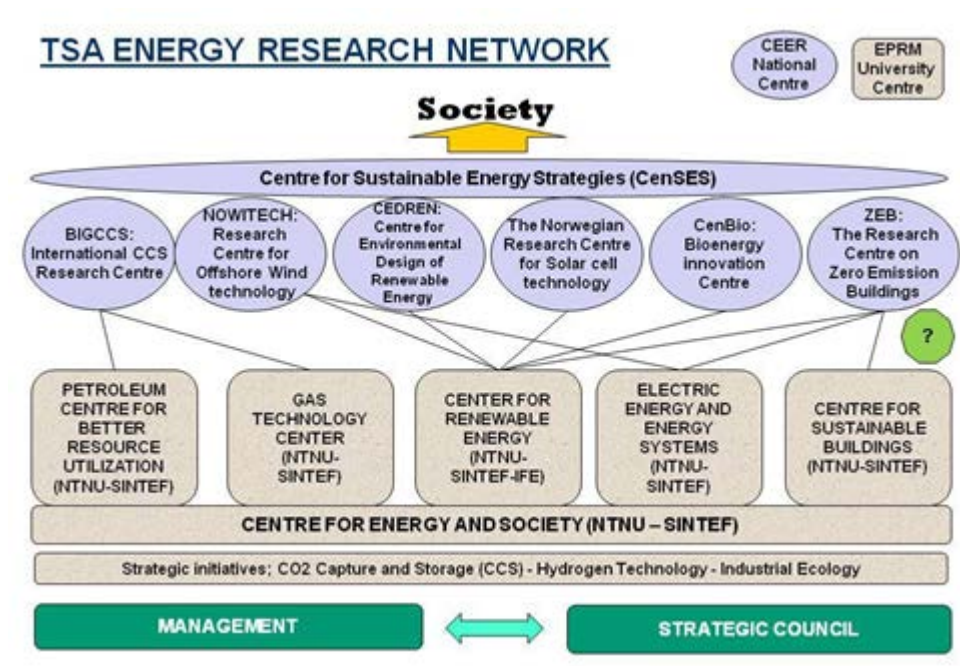 TSA ENERGY RESEARCH NETWORK
CEER
National
Centre
EPRM
University
Centre
Society
Centre for Sustainable Energy Strategies (CenSES)
BIGCCS:
International CCS
Research Centre
NOWITECH:
Research
Centre for
Offshore Wind
technology
CEDREN:
Centre for
Environmental
Design of
Renewable
Energy
The Norwegian
Research Centre
for Solar cell
technology
CenBio:
Bioenergy
innovation
Centre
ZEB:
The Research
Centre on
Zero Emission
Buildings
?
PETROLEUM
CENTRE FOR
BETTER
RESOURCE
UTILIZATION
(NTNU-SINTEF)
GAS
TECHNOLOGY
CENTER
(NTNU-
SINTEF)
CENTER FOR
RENEWABLE
ENERGY
(NTNU-
SINTEF-IFE)
ELECTRIC
ENERGY AND
ENERGY
SYSTEMS
(NTNU-
SINTEF)
CENTRE FOR
SUSTAINABLE
BUILDINGS
(NTNU-SINTEF)
CENTRE FOR ENERGY AND SOCIETY (NTNU – SINTEF)
Strategic initiatives; CO2 Capture and Storage (CCS) - Hydrogen Technology - Industrial Ecology
MANAGEMENT
STRATEGIC COUNCIL